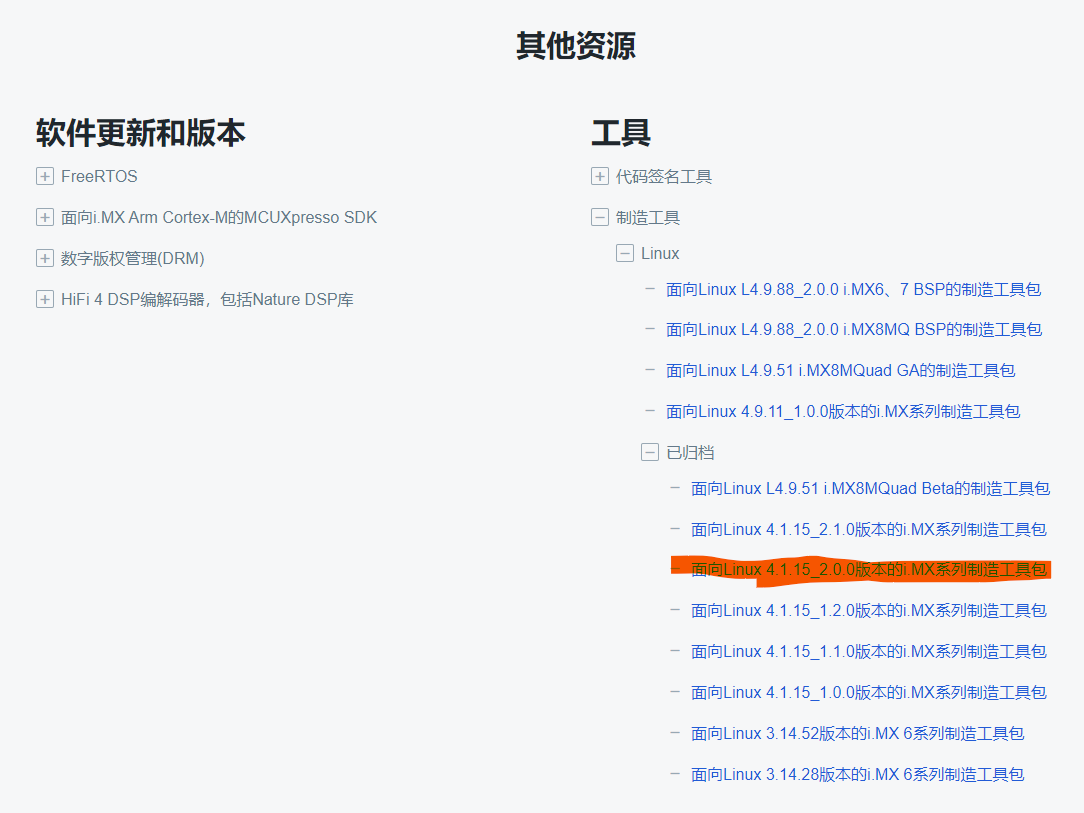 其他资源
软件更新和版本
FreeRTOS
面向i.MX Arm Cortex-M的MCUXpresso SDK
数字版权管理(DRM)
HiFi 4 DSP编解码器，包括Nature DSP库
工具
代码签名工具
制造工具
Linux
面向Linux L4.9.88_2.0.0 i.MX6、7 BSP的制造工具包
面向Linux L4.9.88_2.0.0 i.MX8MQ BSP的制造工具包
面向Linux L4.9.51 i.MX8MQuad GA的制造工具包
面向Linux 4.9.11_1.0.0版本的i.MX系列制造工具包
已归档
面向Linux L4.9.51 i.MX8MQuad Beta的制造工具包
面向Linux 4.1.15_2.1.0版本的i.MX系列制造工具包
面向Linux 4.1.15_2.0.0版本的i.MX系列制造工具包
面向Linux 4.1.15_1.2.0版本的i.MX系列制造工具包
面向Linux 4.1.15_1.1.0版本的i.MX系列制造工具包
面向Linux 4.1.15_1.0.0版本的i.MX系列制造工具包
面向Linux 3.14.52版本的i.MX 6系列制造工具包
面向Linux 3.14.28版本的i.MX 6系列制造工具包